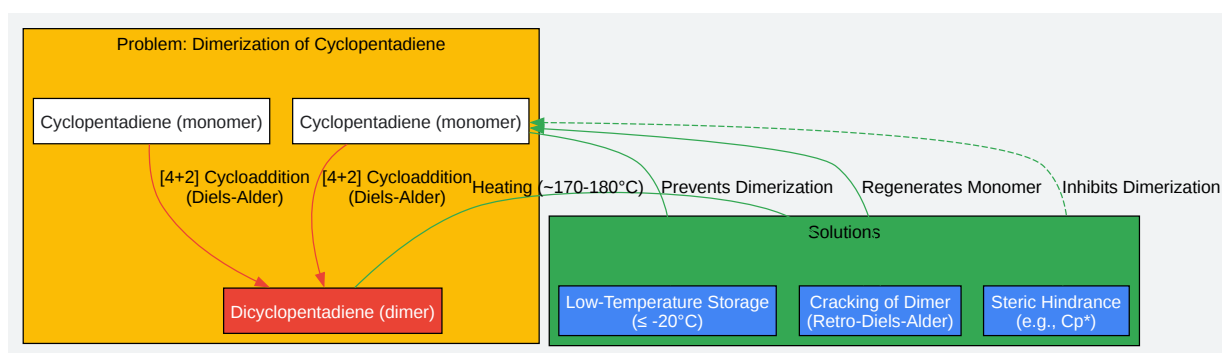 Problem: Dimerization of Cyclopentadiene
Cyclopentadiene (monomer)
Cyclopentadiene (monomer)
[4+2] Cycloaddition
(Diels-Alder)
[4+2] Cycloaddition
(Diels-Alder)
Heating (~170-180°C)
Prevents Dimerization
Regenerates Monomer
Inhibits Dimerization
Solutions
Dicyclopentadiene (dimer)
Low-Temperature Storage
(≤ -20°C)
Cracking of Dimer
(Retro-Diels-Alder)
Steric Hindrance
(e.g., Cp*)